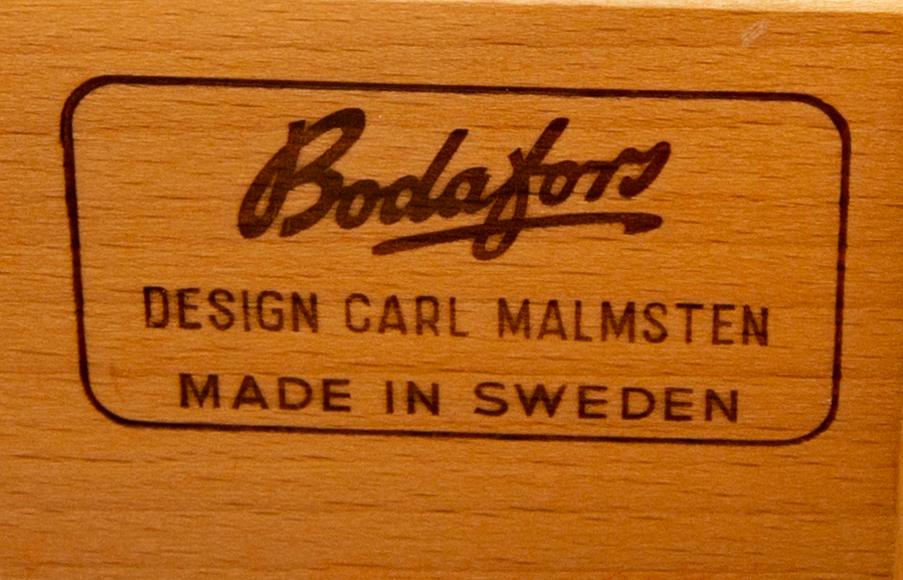 Bodafors
DESIGN CARL MALMSTEN
MADE IN SWEDEN